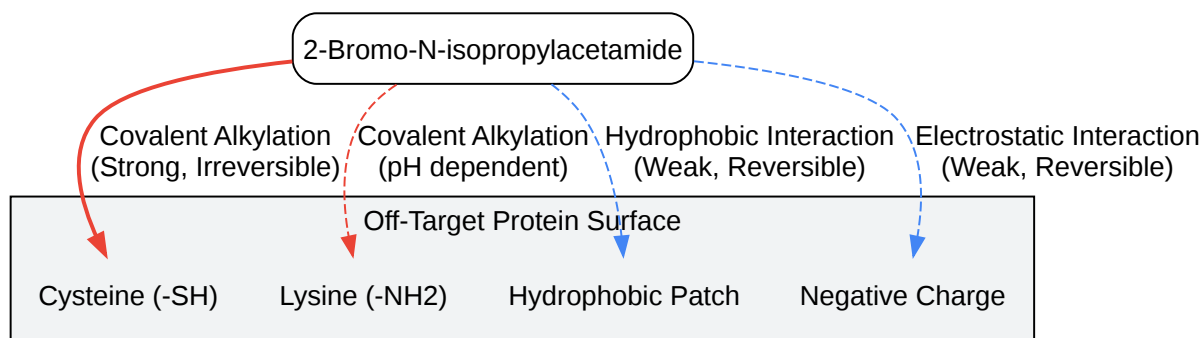 2-Bromo-N-isopropylacetamide
Covalent Alkylation
(Strong, Irreversible)
Covalent Alkylation
(pH dependent)
Hydrophobic Interaction
(Weak, Reversible)
Electrostatic Interaction
(Weak, Reversible)
Off-Target Protein Surface
Cysteine (-SH)
Lysine (-NH2)
Hydrophobic Patch
Negative Charge